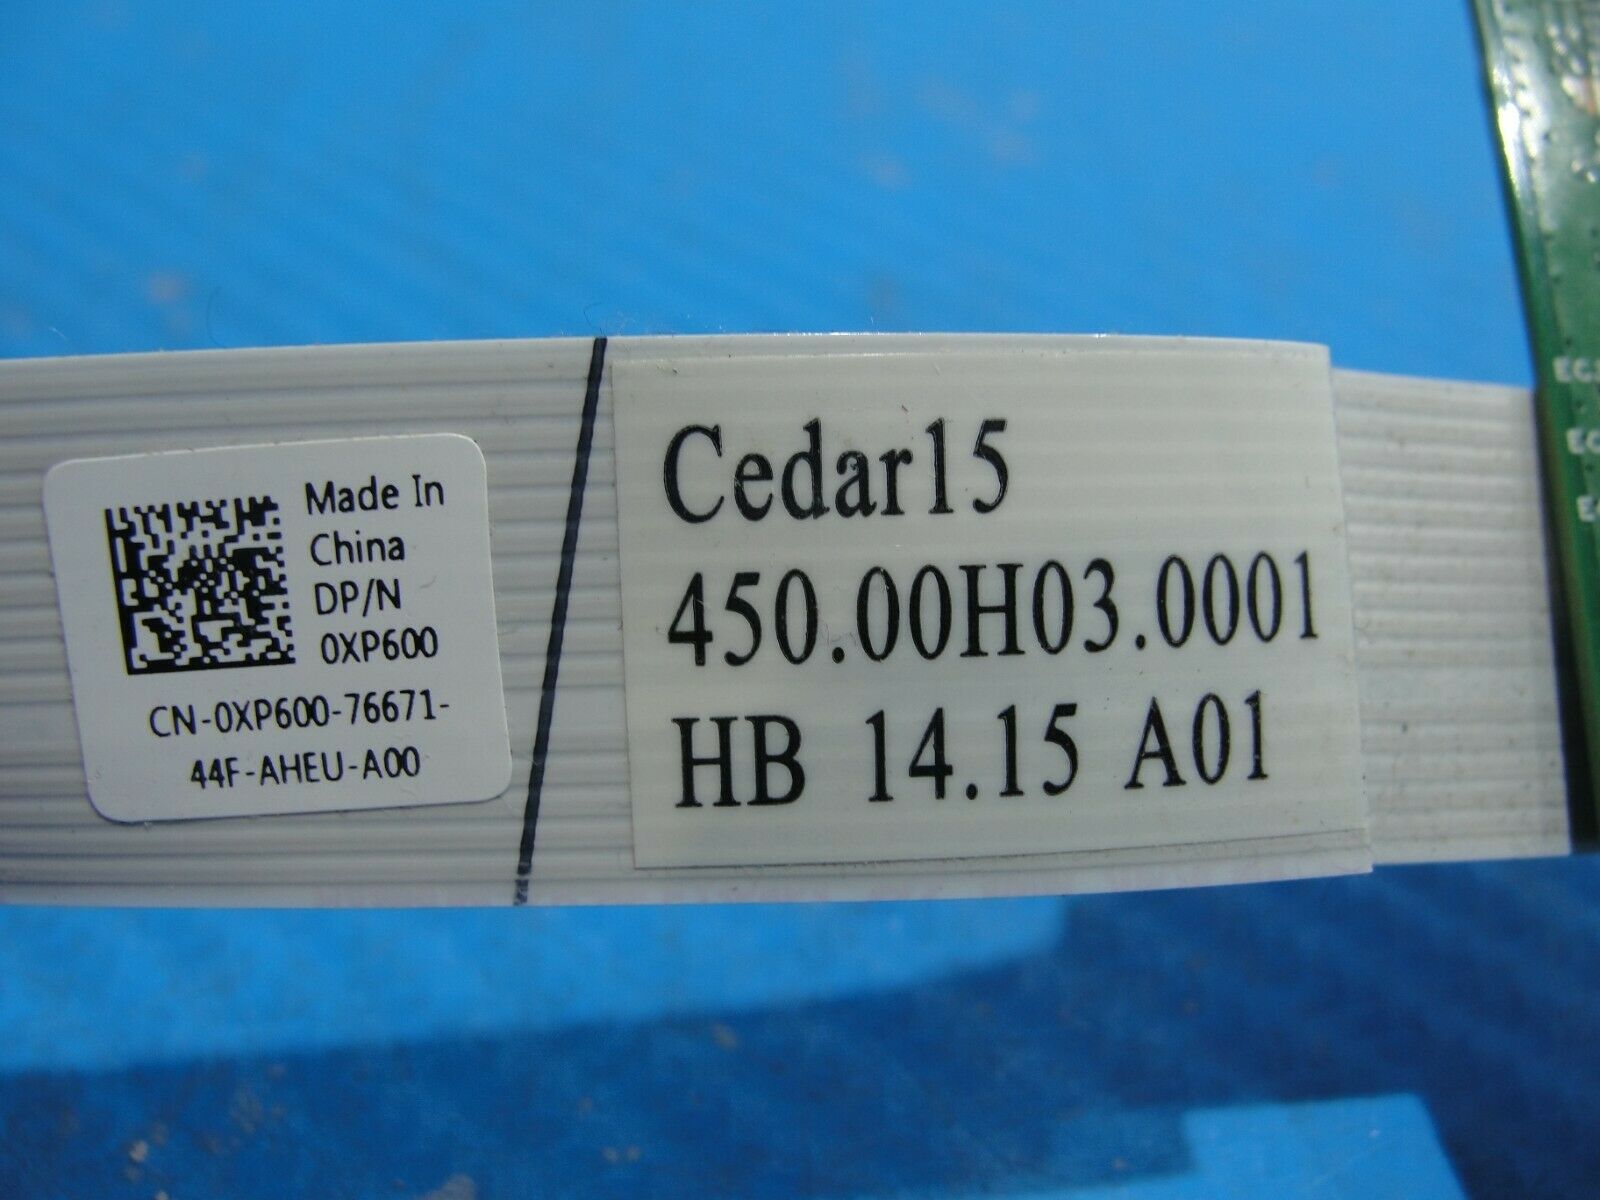 Made In
China
DP/N
0XP600
CN-0XP600-76671-
44F-AHEU-A00
Cedar15
450.00H03.0001
HB 14.15 A01